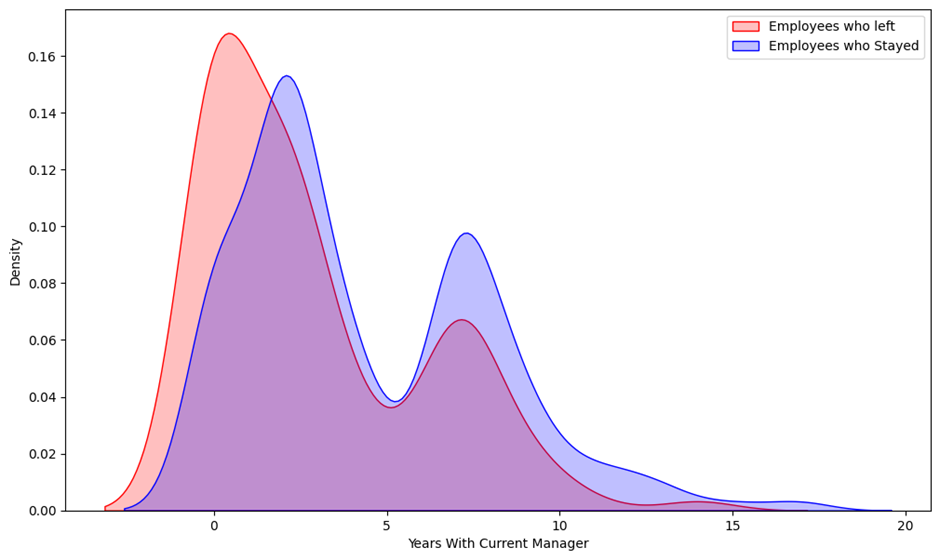 Employees who left
Employees who Stayed
0.16
0.14
0.12
0.10
0.08
0.06
0.04
0.02
0.00
Density
0 5 10 15 20
Years With Current Manager